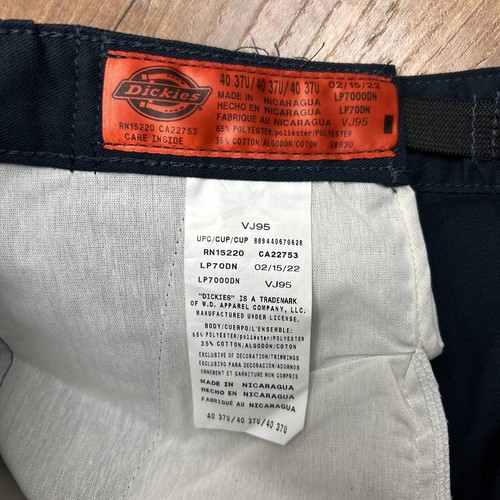 Dickies
40 37U/40 37U/40 37U 02/15/22
MADE IN NICARAGUA LP7000DN
HECHO EN NICARAGUA LP70DN
FABRIQUÉ AU NICARAGUA VJ95
RN15220 CA22753 65% POLYESTER/poliéster/POLYESTER
CARE INSIDE 35% COTTON/ALGODON/COTON
VJ95
UPC/CUP/CUP 889440670628
RN15220 CA22753
LP70DN 02/15/22
LP7000DN VJ95
"DICKIES" IS A TRADEMARK
OF W.D. APPAREL COMPANY, LLC.
MANUFACTURED UNDER LICENSE.
BODY/CUERPO/L'ENSEMBLE:
65% POLYESTER/poliéster/POLYESTER
35% COTTON/ALGODON/COTON
EXCLUSIVE OF DECORATION/TRIMMINGS
EXCLUSIVO PARA DECORACIÓN/ADORNOS
ORNEMENT ET GARNITURE NON COMPRIS
MADE IN NICARAGUA
HECHO EN NICARAGUA
FABRIQUÉ AU NICARAGUA
40 37U/ 40 37U/ 40 37U